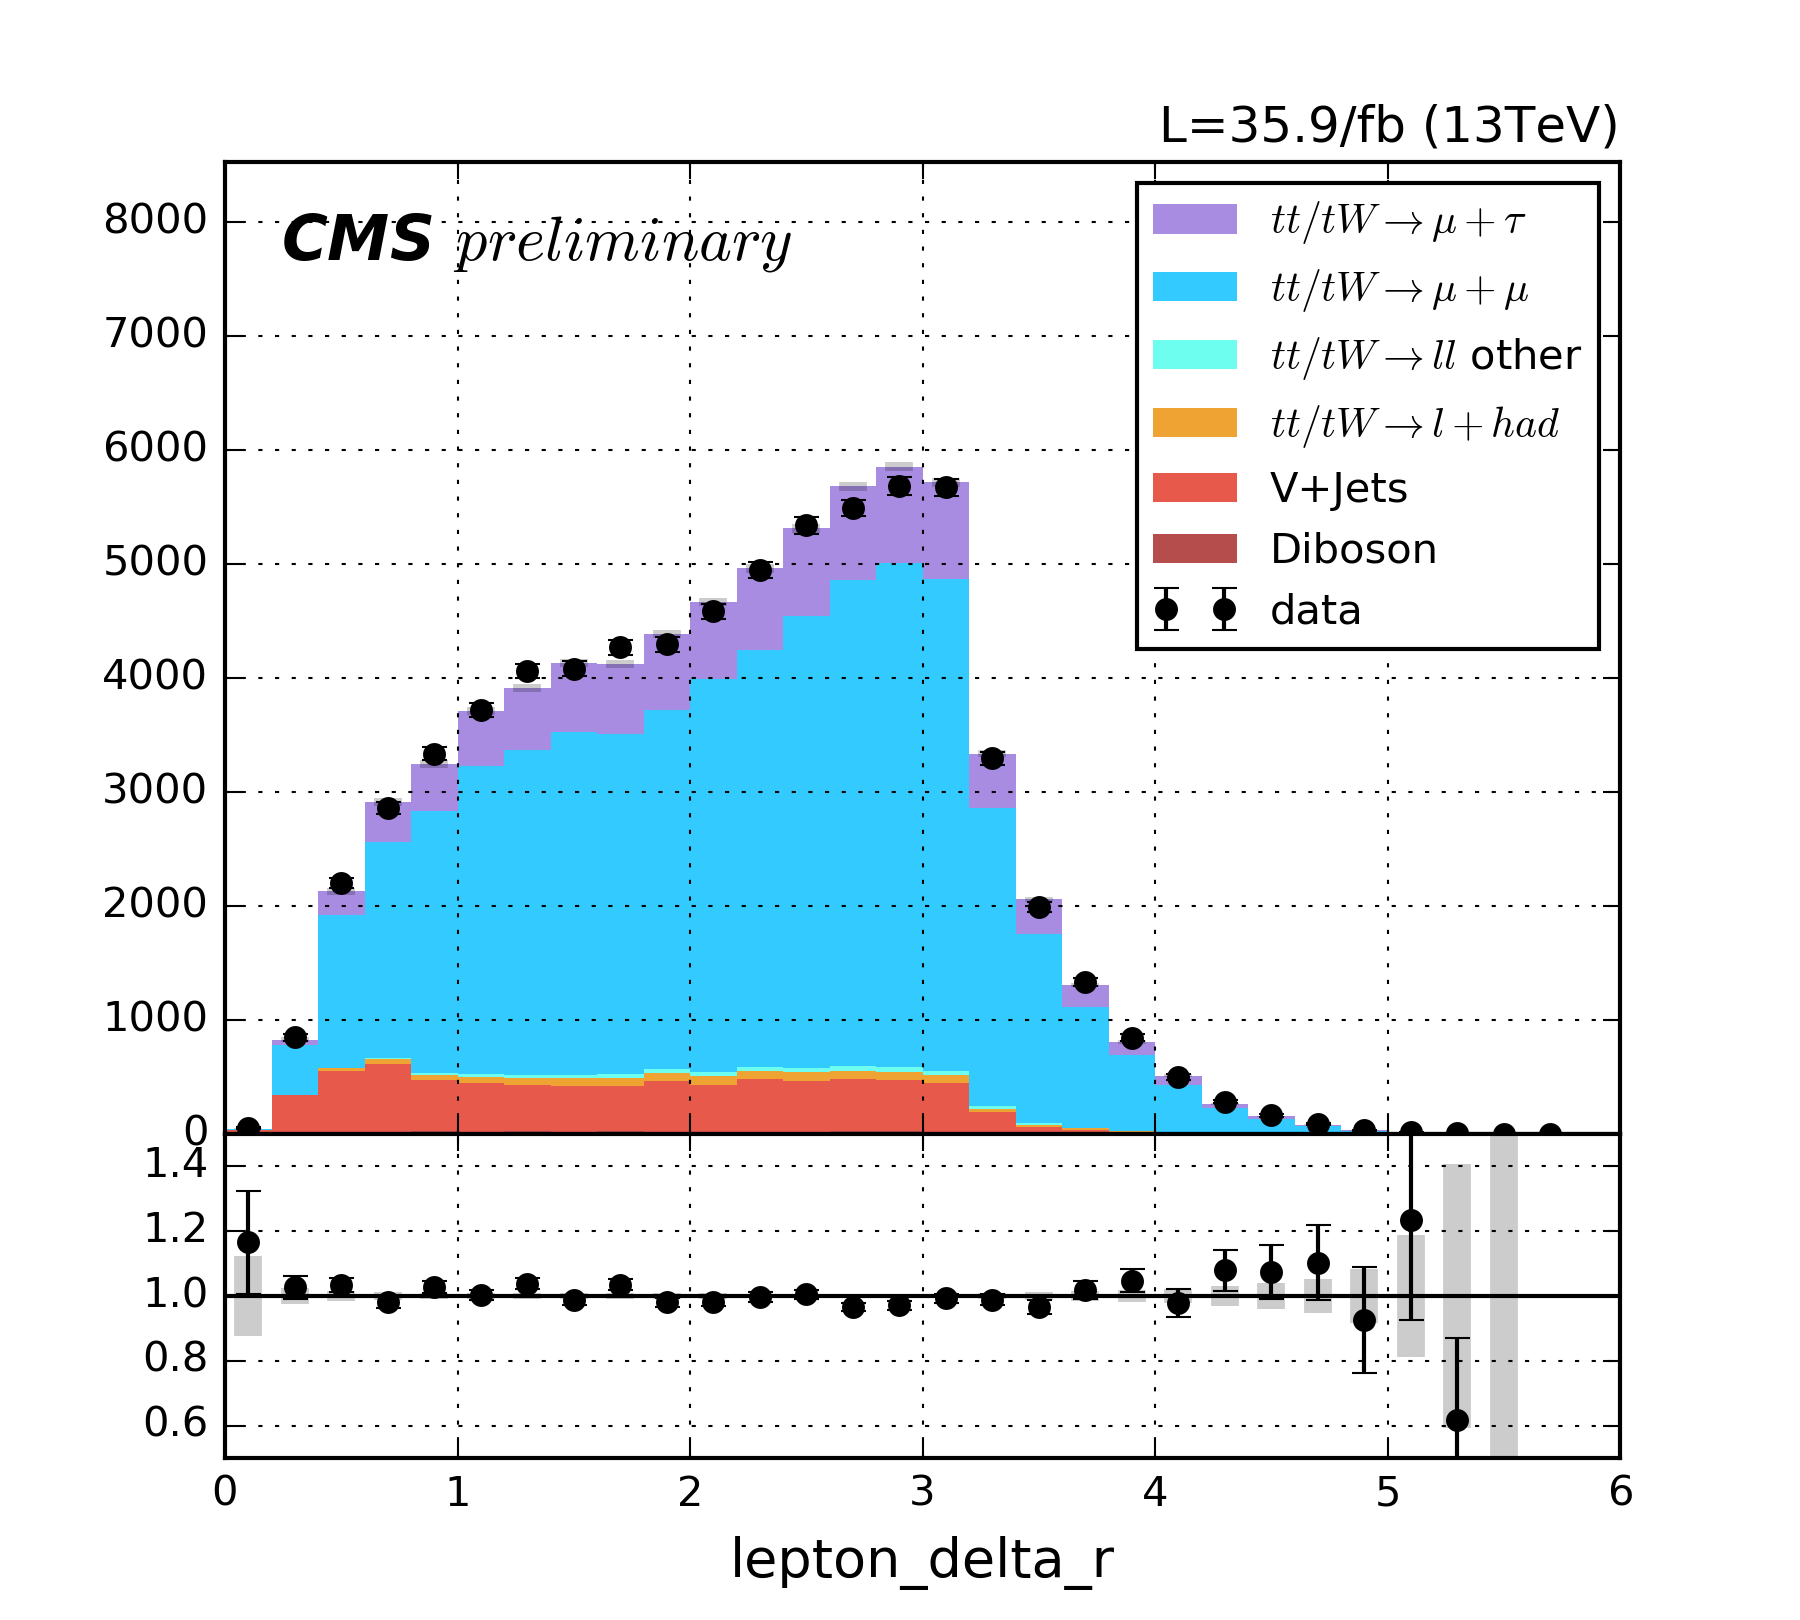 L=35.9/fb (13TeV)
CMS preliminary
8000
7000
6000
5000
4000
3000
2000
1000
0
tt/tW→μ+τ
tt/tW→μ+μ
tt/tW→ll other
tt/tW→l+had
V+Jets
Diboson
data
1.4
1.2
1.0
0.8
0.6
0 1 2 3 4 5 6
lepton_delta_r